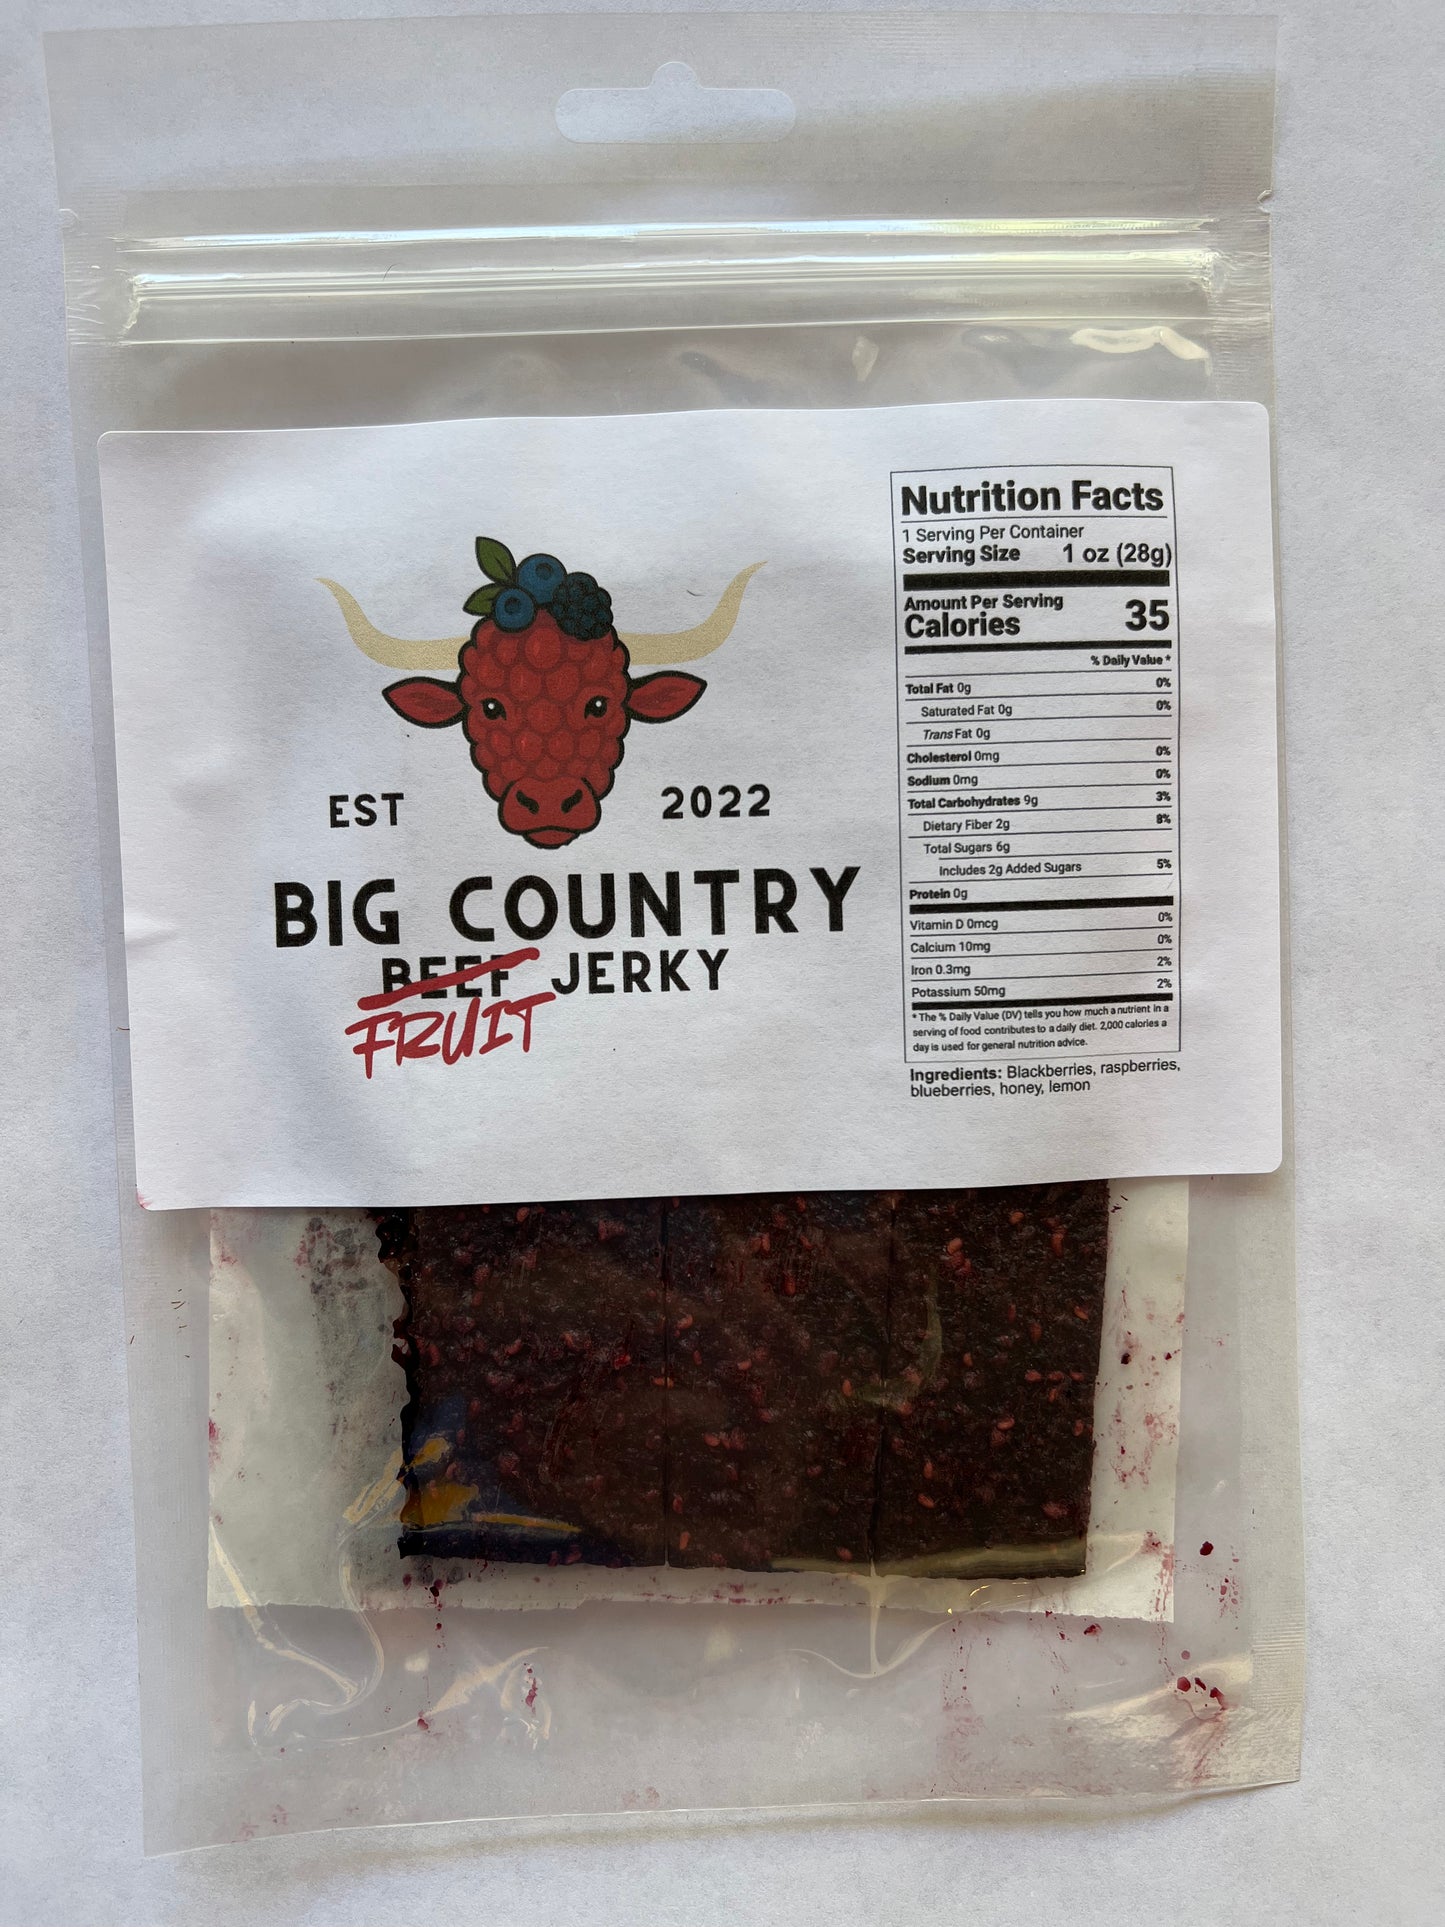 EST 2022
BIG COUNTRY
BEEF JERKY
FRUIT
Nutrition Facts
1 Serving Per Container
Serving Size 1 oz (28g)
Amount Per Serving
Calories 35
% Daily Value *
Total Fat 0g 0%
Saturated Fat 0g 0%
Trans Fat 0g
Cholesterol 0mg 0%
Sodium 0mg 0%
Total Carbohydrates 9g 3%
Dietary Fiber 2g 8%
Total Sugars 6g
Includes 2g Added Sugars 5%
Protein 0g
Vitamin D 0mcg 0%
Calcium 10mg 0%
Iron 0.3mg 2%
Potassium 50mg 2%
* The % Daily Value (DV) tells you how much a nutrient in a
serving of food contributes to a daily diet. 2,000 calories a
day is used for general nutrition advice.
Ingredients: Blackberries, raspberries,
blueberries, honey, lemon